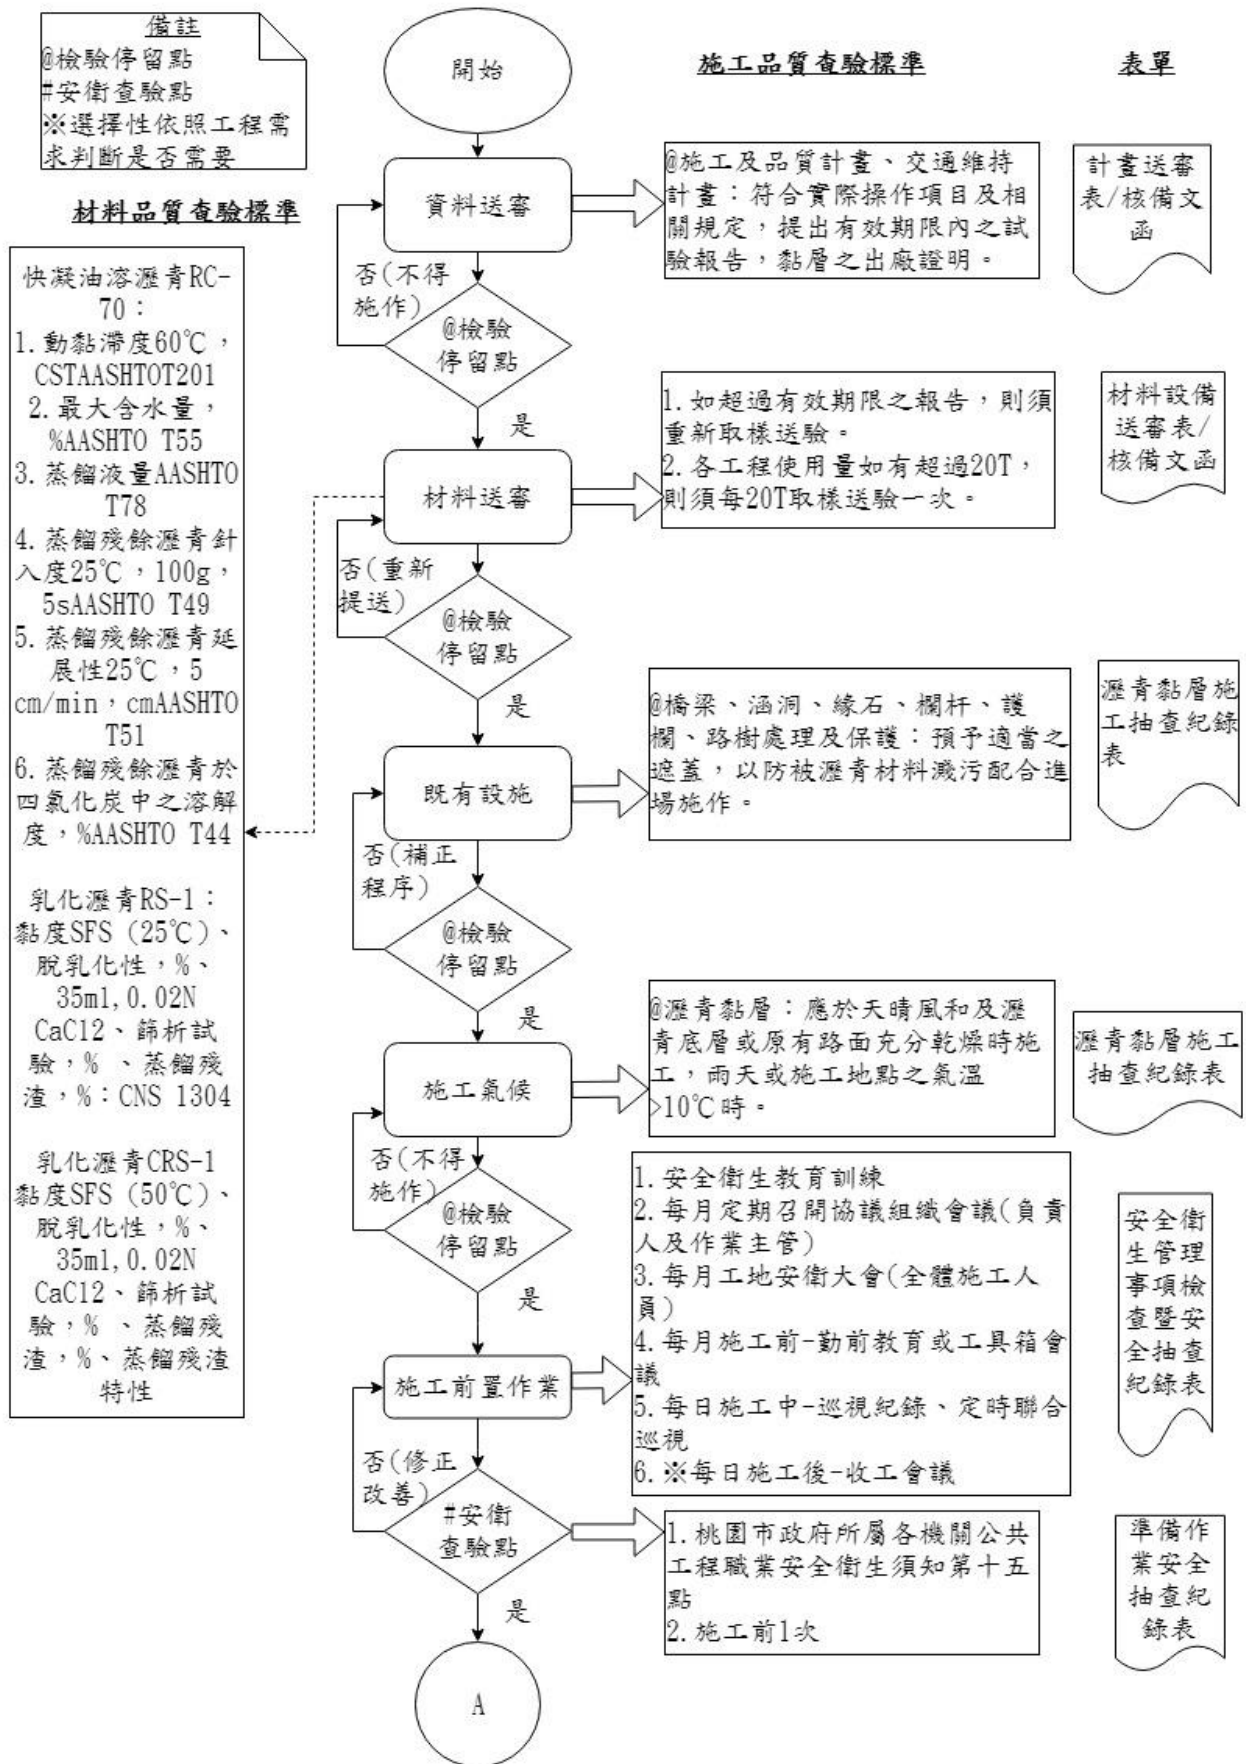 備註
@檢驗停留點
#安衛查驗點
※選擇性依照工程需
求判斷是否需要
材料品質查驗標準
快凝油溶瀝青RC-
70：
1.動黏滯度60℃，
CSTAASHTOT201
2.最大含水量，
%AASHTO T55
3.蒸餾液量AASHTO
T78
4.蒸餾殘餘瀝青針
入度25℃，100g，
5sAASHTO T49
5.蒸餾殘餘瀝青延
展性25℃，5
cm/min，cmAASHTO
T51
6.蒸餾殘餘瀝青於
四氯化炭中之溶解
度，%AASHTO T44
乳化瀝青RS-1：
黏度SFS (25℃)、
脫乳化性，%、
35ml,0.02N
CaCl2、篩析試
驗，% 、蒸餾殘
渣，%：CNS 1304
乳化瀝青CRS-1
黏度SFS (50℃)、
脫乳化性，%、
35ml,0.02N
CaCl2、篩析試
驗，% 、蒸餾殘
渣，%、蒸餾殘渣
特性
開始
施工品質查驗標準
表單
資料送審
@施工及品質計畫、交通維持
計畫：符合實際操作項目及相
關規定，提出有效期限內之試
驗報告，黏層之出廠證明。
計畫送審
表/核備文
函
否(不得
施作)
@檢驗
停留點
是
材料送審
1.如超過有效期限之報告，則須
重新取樣送驗。
2.各工程使用量如有超過20T，
則須每20T取樣送驗一次。
材料設備
送審表/
核備文函
否(重新
提送)
@檢驗
停留點
是
既有設施
@橋梁、涵洞、緣石、欄杆、護
欄、路樹處理及保護：預予適當之
遮蓋，以防被瀝青材料濺污配合進
場施作。
瀝青黏層施
工抽查紀錄
表
否(補正
程序)
@檢驗
停留點
是
施工氣候
@瀝青黏層：應於天晴風和及瀝
青底層或原有路面充分乾燥時施
工，雨天或施工地點之氣溫
>10℃時。
瀝青黏層施工
抽查紀錄表
否(不得
施作)
@檢驗
停留點
是
施工前置作業
1.安全衛生教育訓練
2.每月定期召開協議組織會議(負責
人及作業主管)
3.每月工地安衛大會(全體施工人
員)
4.每月施工前-勤前教育或工具箱會
議
5.每日施工中-巡視紀錄、定時聯合
巡視
6.※每日施工後-收工會議
安全衛
生管理
事項檢
查暨安
全抽查
紀錄表
否(修正
改善)
#安衛
查驗點
1.桃園市政府所屬各機關公共
工程職業安全衛生須知第十五
點
2.施工前1次
準備作
業安全
抽查紀
錄表
是
A